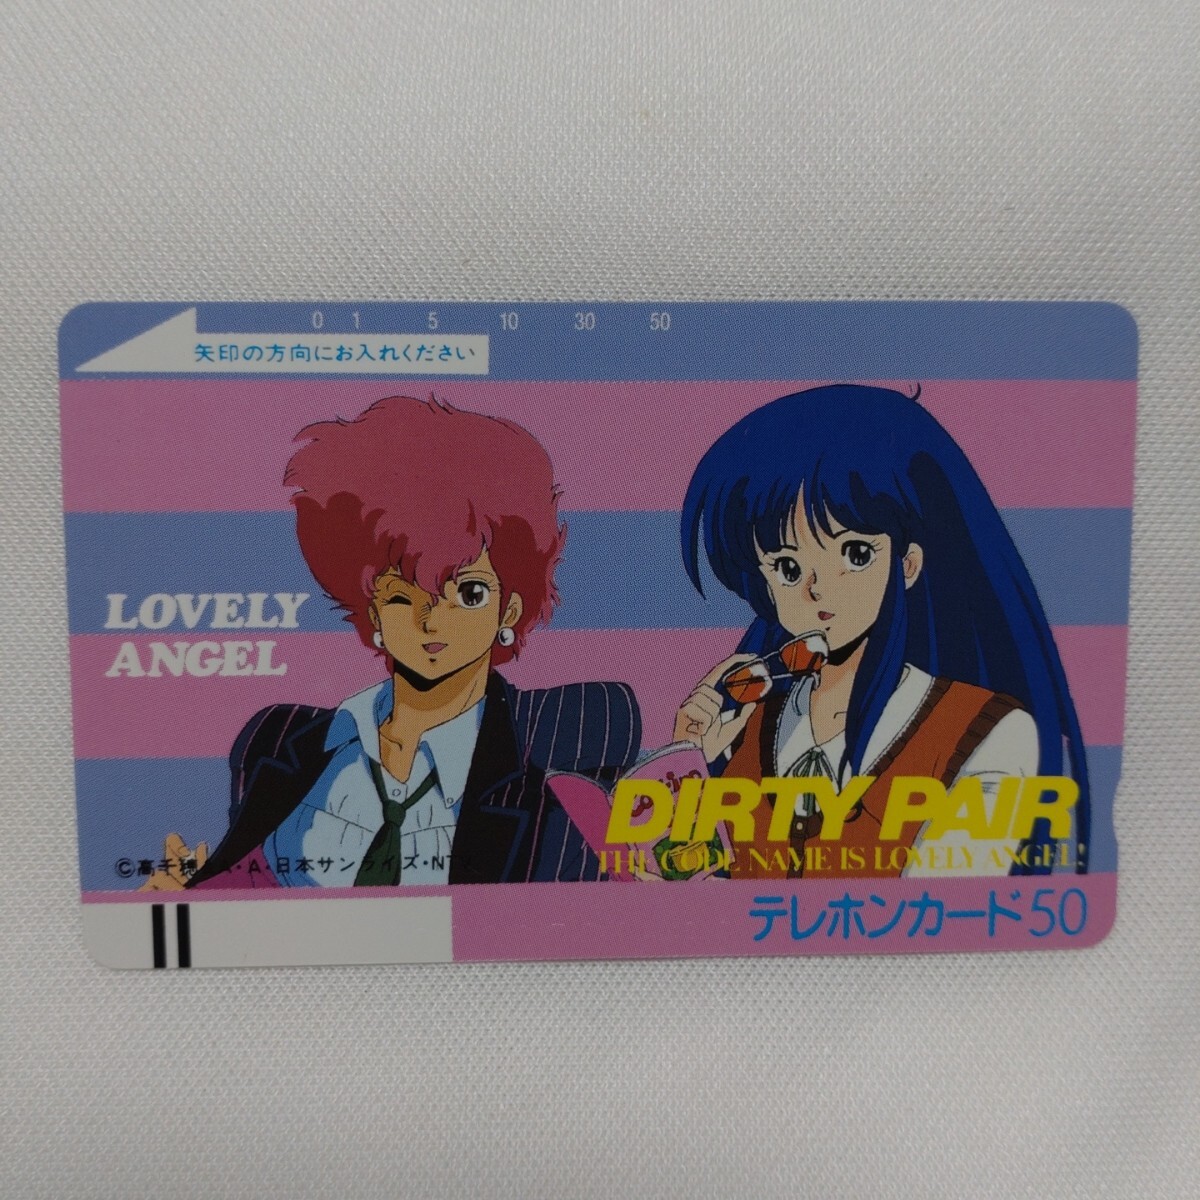 0 1 5 10 30 50
矢印の方向にお入れください
LOVELY
ANGEL
DIRTY PAIR
THE CODE NAME IS LOVELY ANGEL!
©高千穂 ・A・日本サンライズ・NTV
テレホンカード50